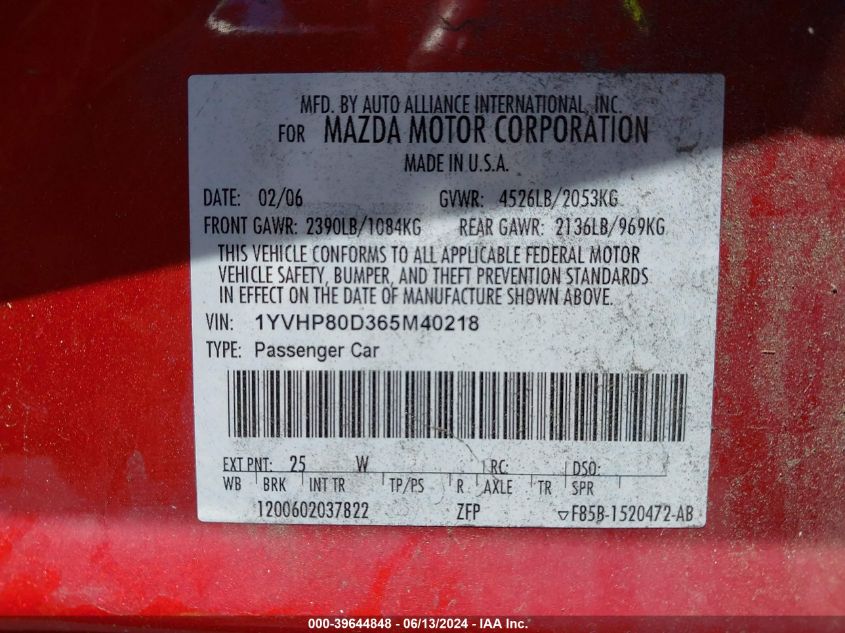 MFD. BY AUTO ALLIANCE INTERNATIONAL, INC.
FOR MAZDA MOTOR CORPORATION
MADE IN U.S.A.
DATE: 02/06 GVWR: 4526LB/2053KG
FRONT GAWR: 2390LB/1084KG REAR GAWR: 2136LB/969KG
THIS VEHICLE CONFORMS TO ALL APPLICABLE FEDERAL MOTOR
VEHICLE SAFETY, BUMPER, AND THEFT PREVENTION STANDARDS
IN EFFECT ON THE DATE OF MANUFACTURE SHOWN ABOVE.
VIN: 1YVHP80D365M40218
TYPE: Passenger Car
EXT PNT: 25 W RC: DSO:
WB BRK INT TR TP/PS R AXLE TR SPR
1200602037822 ZFP ▽F85B-1520472-AB
000-39644848 - 06/13/2024 - IAA Inc.